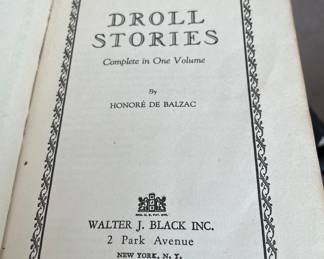 DROLL
STORIES
Complete in One Volume
By
HONORÉ DE BALZAC
WALTER J. BLACK INC.
2 Park Avenue
NEW YORK, N. Y.